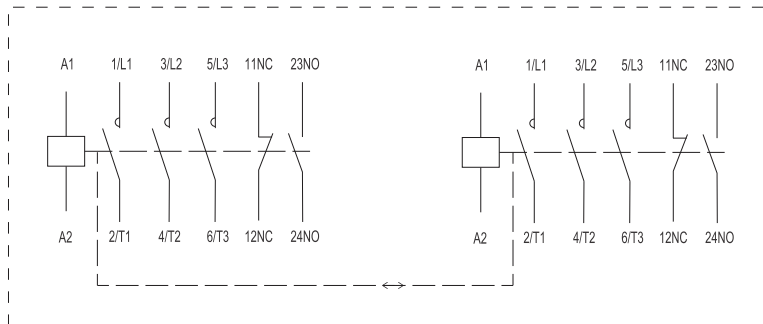 A1 1/L1 3/L2 5/L3 11NC 23NO A1 1/L1 3/L2 5/L3 11NC 23NO
A2 2/T1 4/T2 6/T3 12NC 24NO A2 2/T1 4/T2 6/T3 12NC 24NO